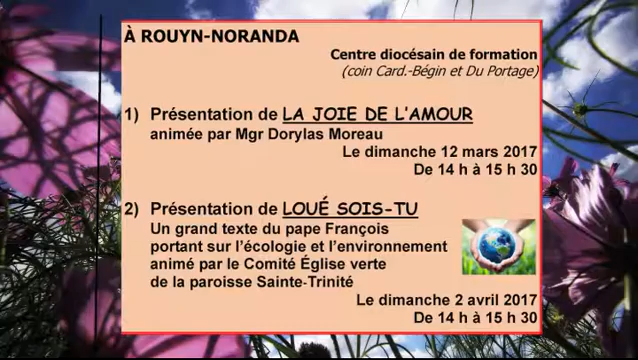 À ROUYN-NORANDA
Centre diocésain de formation
(coin Card.-Bégin et Du Portage)
1) Présentation de LA JOIE DE L'AMOUR
animée par Mgr Dorylas Moreau
Le dimanche 12 mars 2017
De 14 h à 15 h 30
2) Présentation de LOUÉ SOIS-TU
Un grand texte du pape François
portant sur l'écologie et l'environnement
animé par le Comité Église verte
de la paroisse Sainte-Trinité
Le dimanche 2 avril 2017
De 14 h à 15 h 30